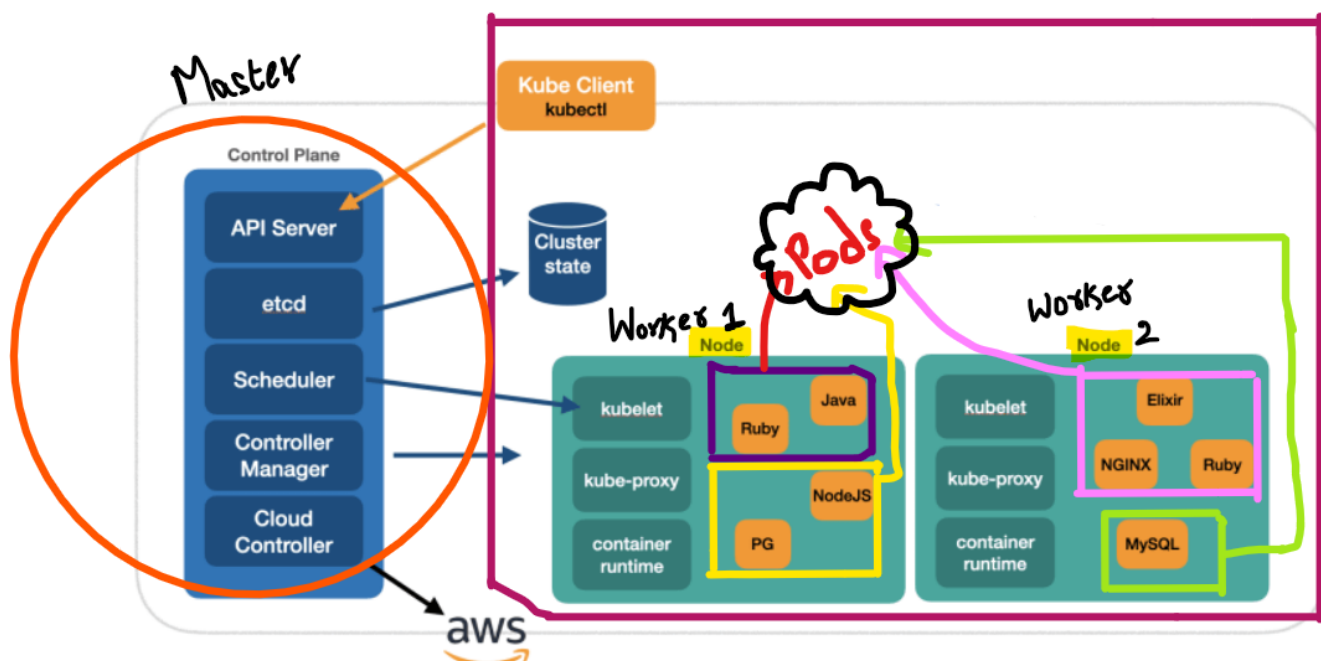 Master
Kube Client
kubectl
Control Plane
API Server
etcd
Scheduler
Controller
Manager
Cloud
Controller
aws
Cluster
state
Pods
Worker 1
Node
kubelet
kube-proxy
container
runtime
Java
Ruby
NodeJS
PG
Worker 2
Node
kubelet
kube-proxy
container
runtime
Elixir
NGINX
Ruby
MySQL